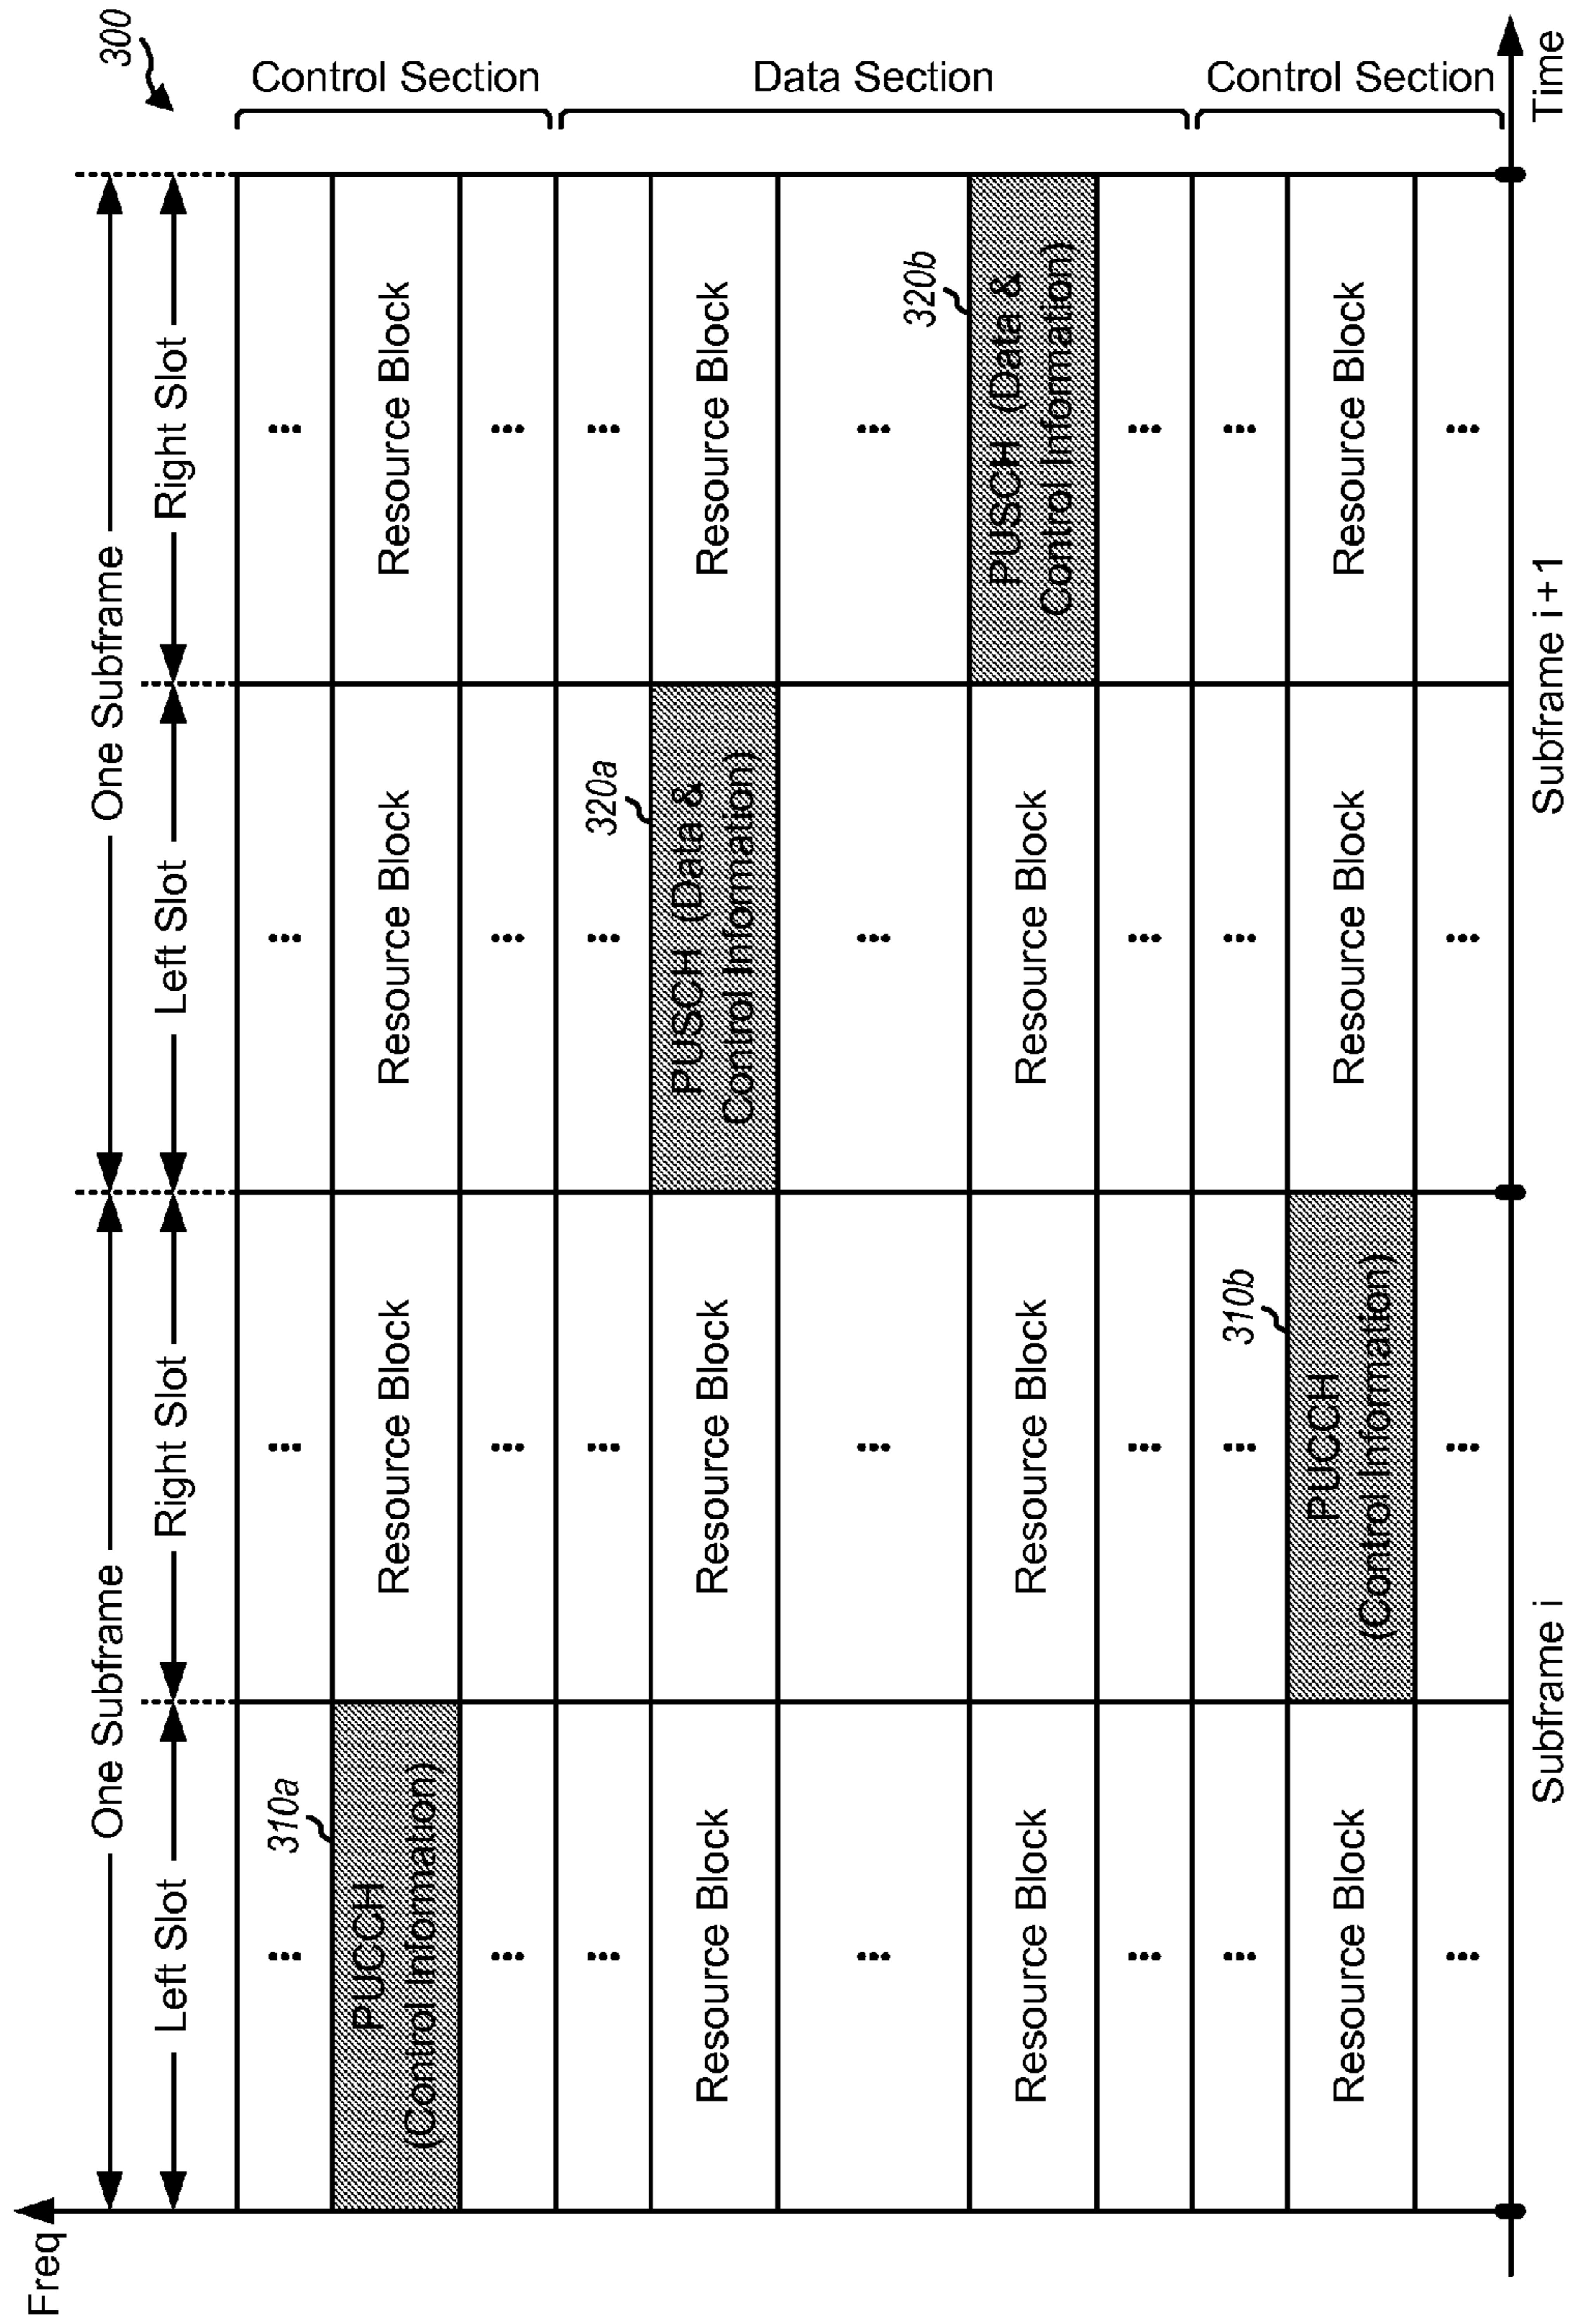 300
One Subframe
One Subframe
Left Slot
Right Slot
Left Slot
Right Slot
Freq
...
...
...
...
Control Section
310a
PUCCH
(Control Information)
Resource Block
Resource Block
Resource Block
...
...
...
...
...
...
...
...
Data Section
320a
Resource Block
Resource Block
PUSCH (Data &
Control Information)
Resource Block
...
...
...
...
320b
Resource Block
Resource Block
Resource Block
PUSCH (Data &
Control Information)
...
...
...
...
...
...
...
...
Control Section
310b
Resource Block
PUCCH
(Control Information)
Resource Block
Resource Block
...
...
...
...
Subframe i
Subframe i + 1
Time